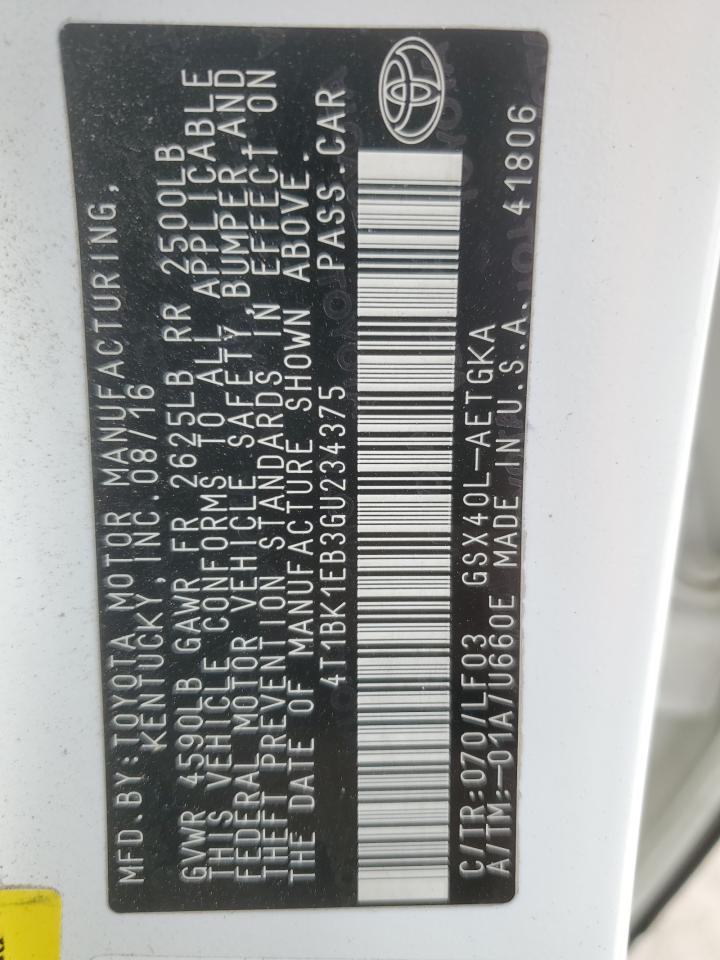 MFD.BY:TOYOTA MOTOR MANUFACTURING,
KENTUCKY,INC.08/16
GVWR 4590LB GAWR FR 2625LB RR 2500LB
THIS VEHICLE CONFORMS TO ALL APPLICABLE
FEDERAL MOTOR VEHICLE SAFETY,BUMPER,AND
THEFT PREVENTION STANDARDS IN EFFECT ON
THE DATE OF MANUFACTURE SHOWN ABOVE.
4T1BK1EB3GU234375 PASS.CAR
C/TR:070/LF03 GSX40L-AETGKA
A/TM:-01A/U660E MADE IN U.S.A. 41806